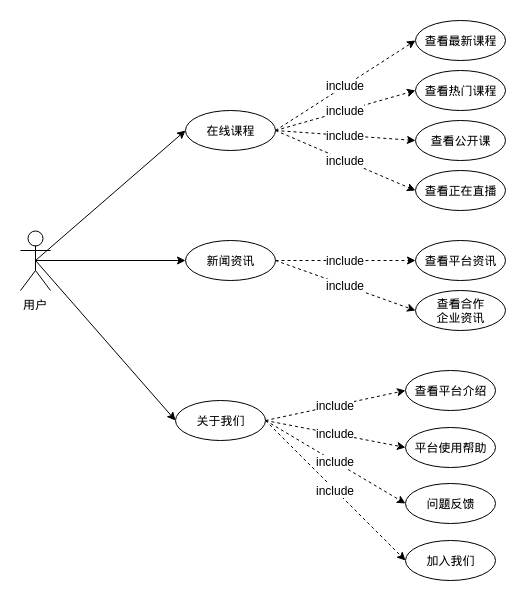 查看最新课程
include
查看热门课程
include
在线课程
include
查看公开课
include
查看正在直播
新闻资讯
include
查看平台资讯
include
查看合作
企业资讯
用户
查看平台介绍
include
关于我们
include
平台使用帮助
include
问题反馈
include
加入我们